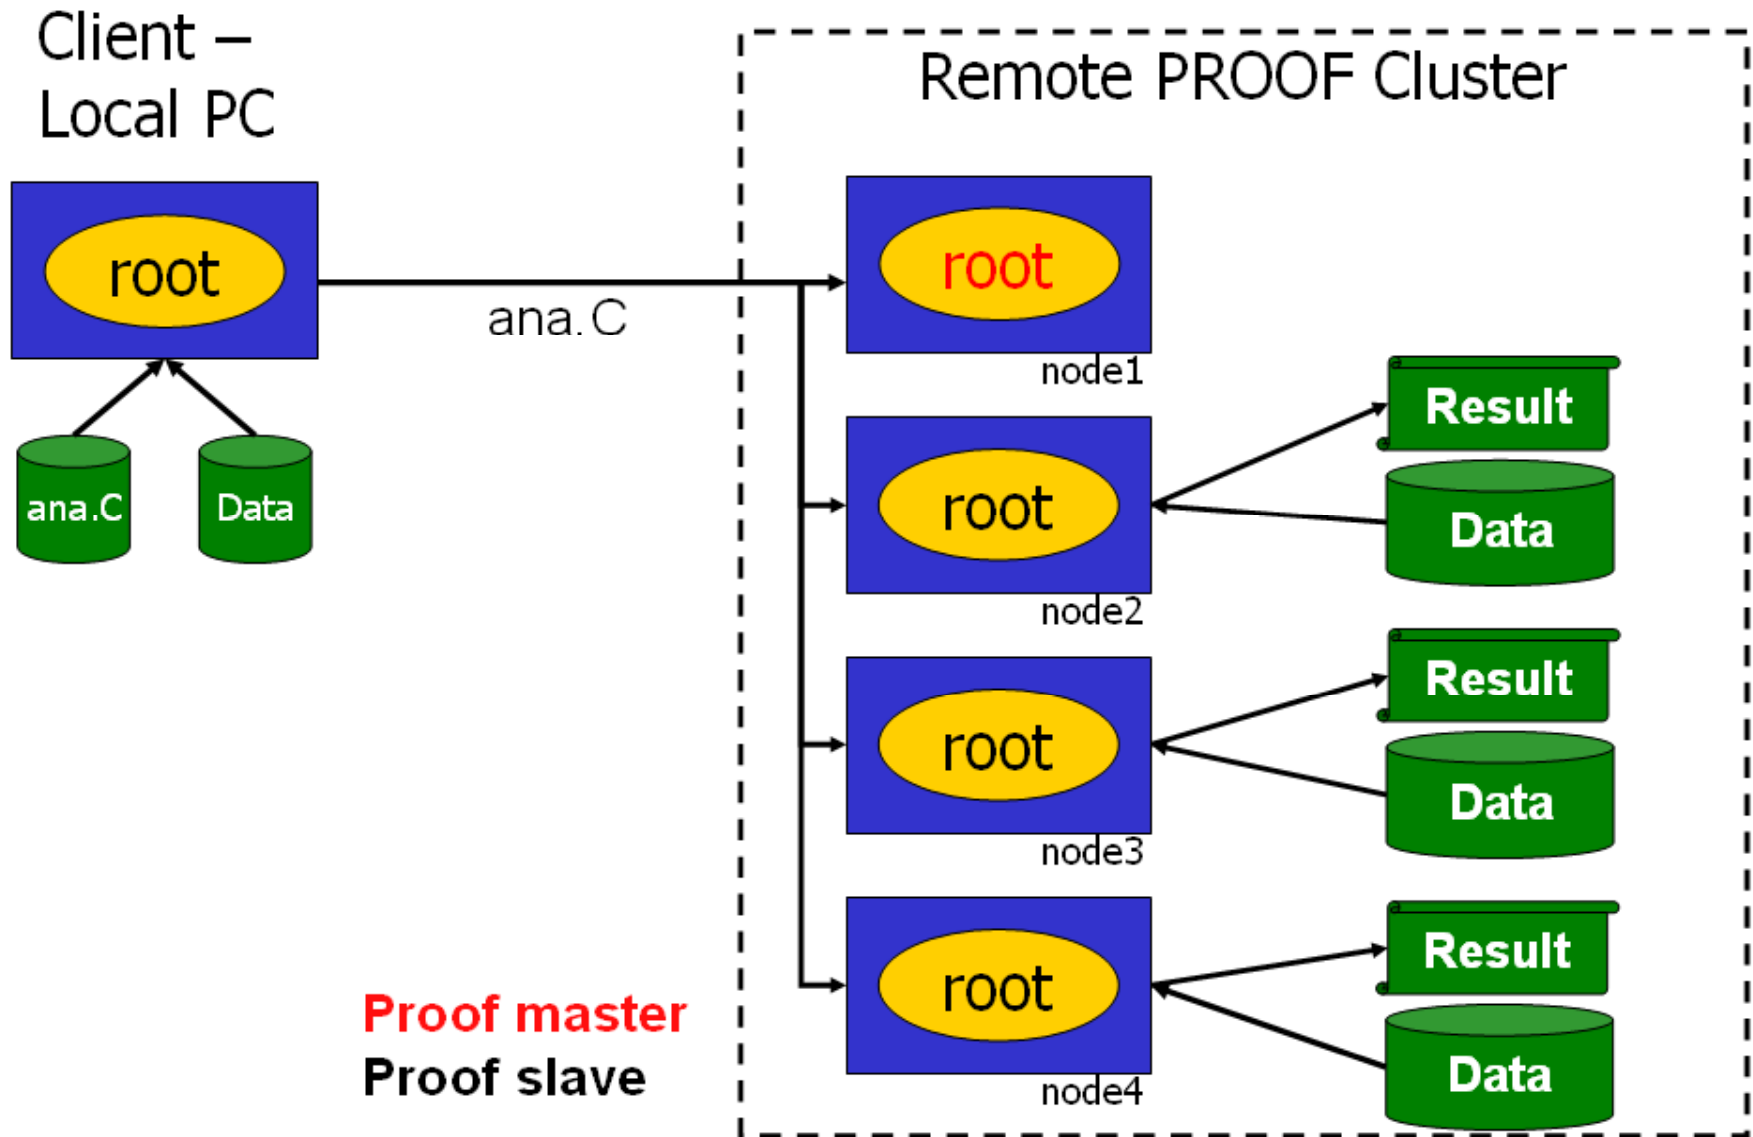 Client –
Local PC
Remote PROOF Cluster
root
root
ana.C
node1
ana.C
Data
Result
root
Data
node2
Result
root
Data
node3
Result
root
Data
node4
Proof master
Proof slave